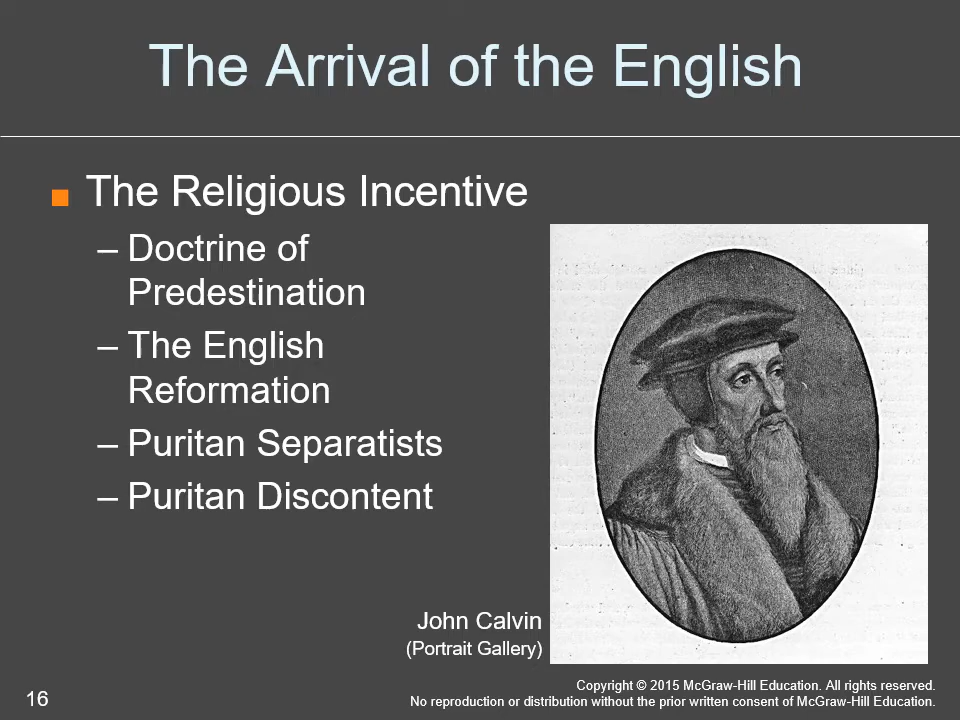 The Arrival of the English
■ The Religious Incentive
– Doctrine of
Predestination
– The English
Reformation
– Puritan Separatists
– Puritan Discontent
John Calvin
(Portrait Gallery)
16
Copyright © 2015 McGraw-Hill Education. All rights reserved.
No reproduction or distribution without the prior written consent of McGraw-Hill Education.